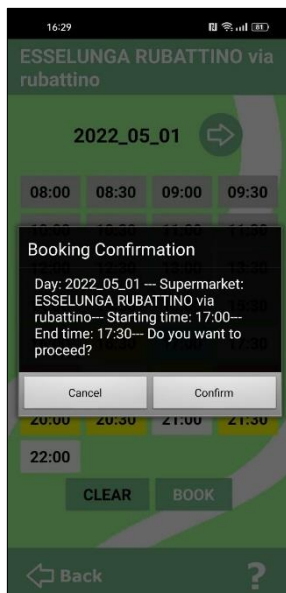 16:29
81
ESSELUNGA RUBATTINO via
rubattino
2022_05_01
08:00 08:30 09:00 09:30
Booking Confirmation
Day: 2022_05_01 --- Supermarket:
ESSELUNGA RUBATTINO via
rubattino--- Starting time: 17:00---
End time: 17:30--- Do you want to
proceed?
Cancel Confirm
20:00 20:30 21:00 21:30
22:00
CLEAR BOOK
Back ?